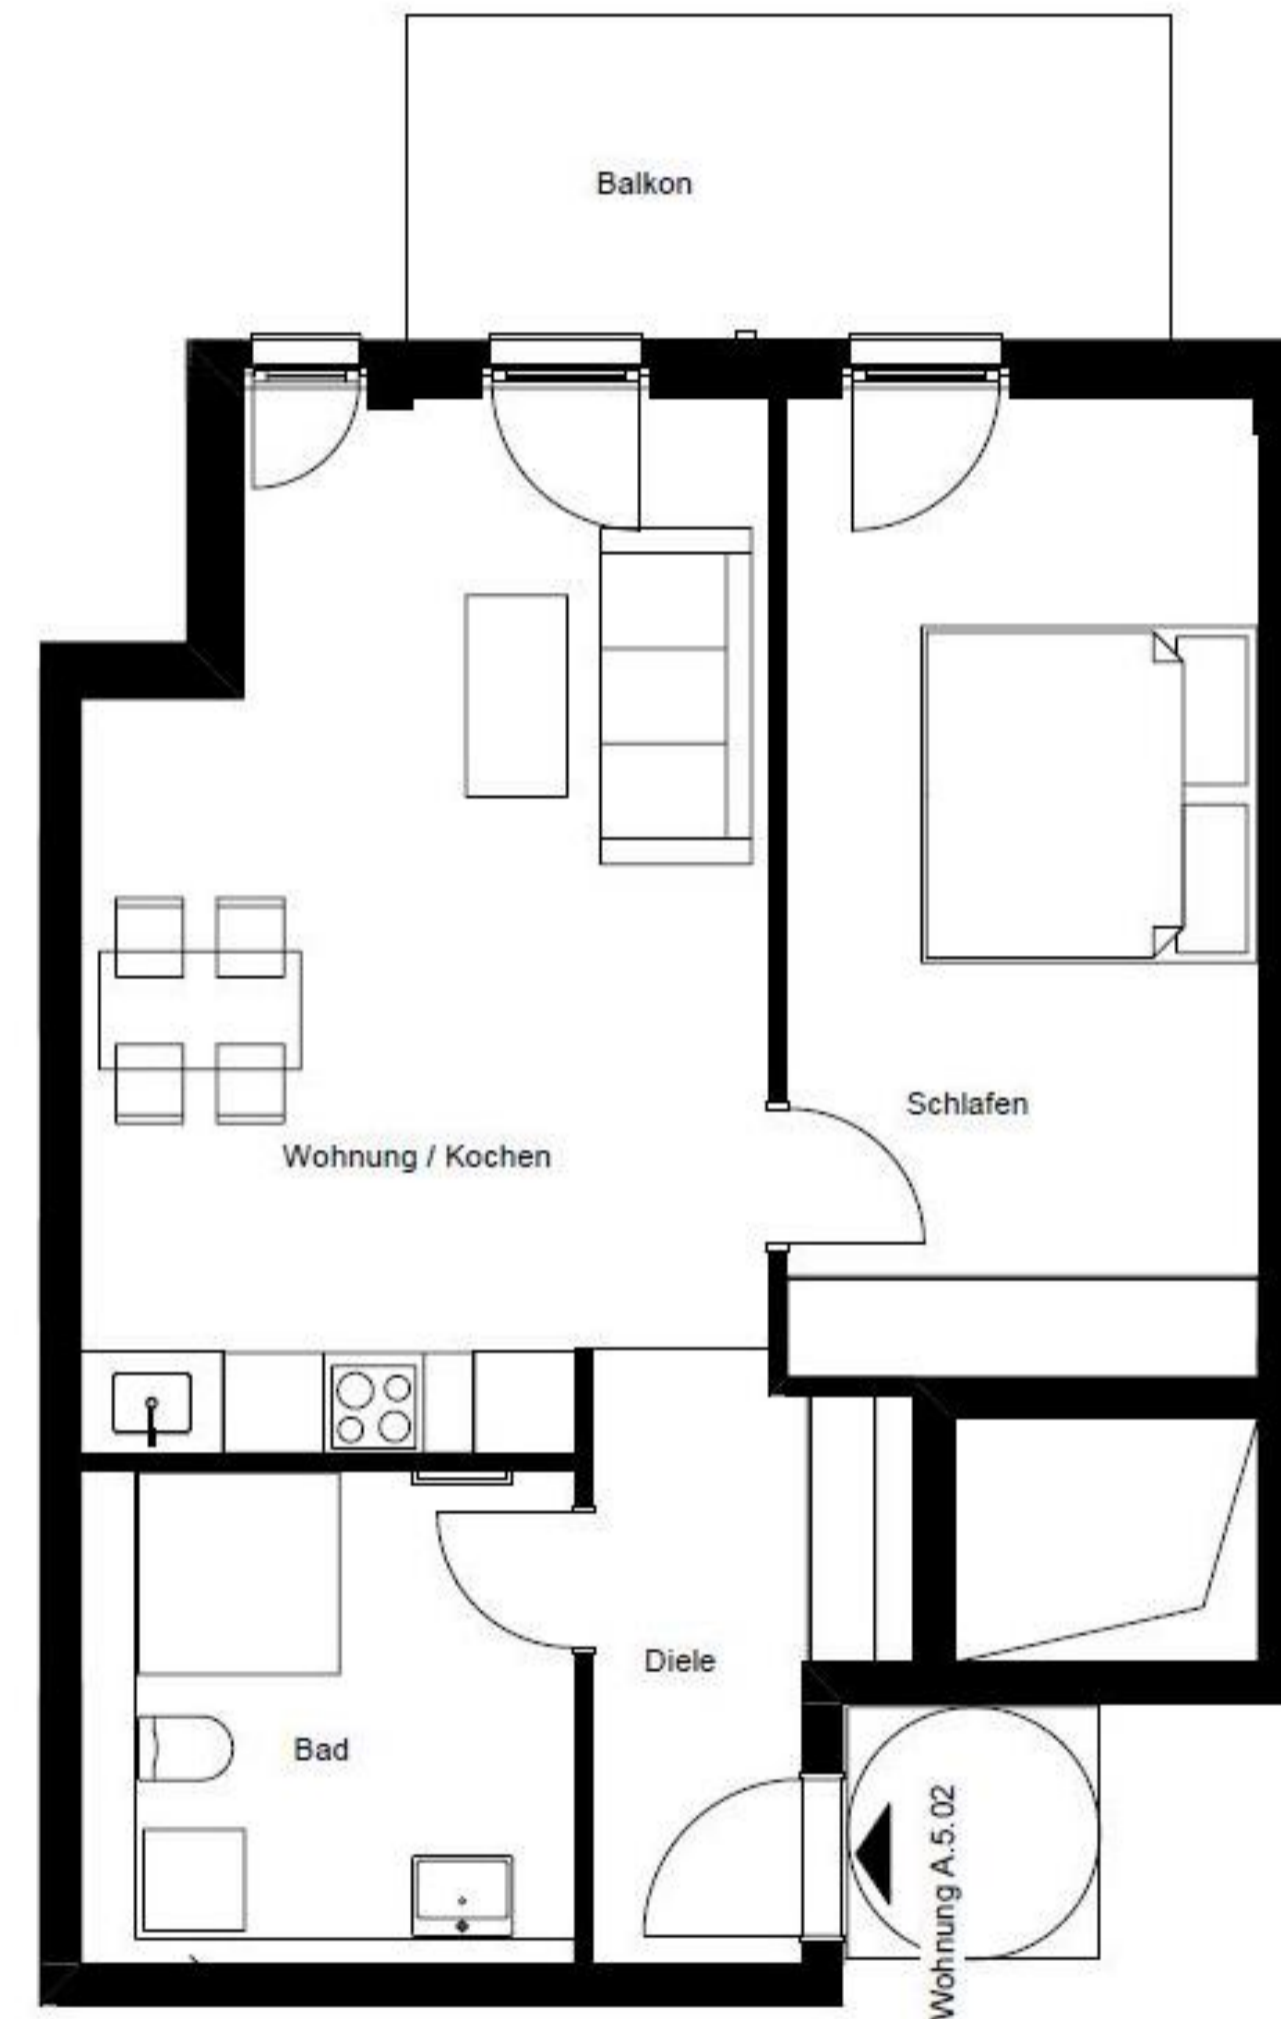 Balkon
Schlafen
Wohnung / Kochen
Diele
Bad
Wohnung A.5.02